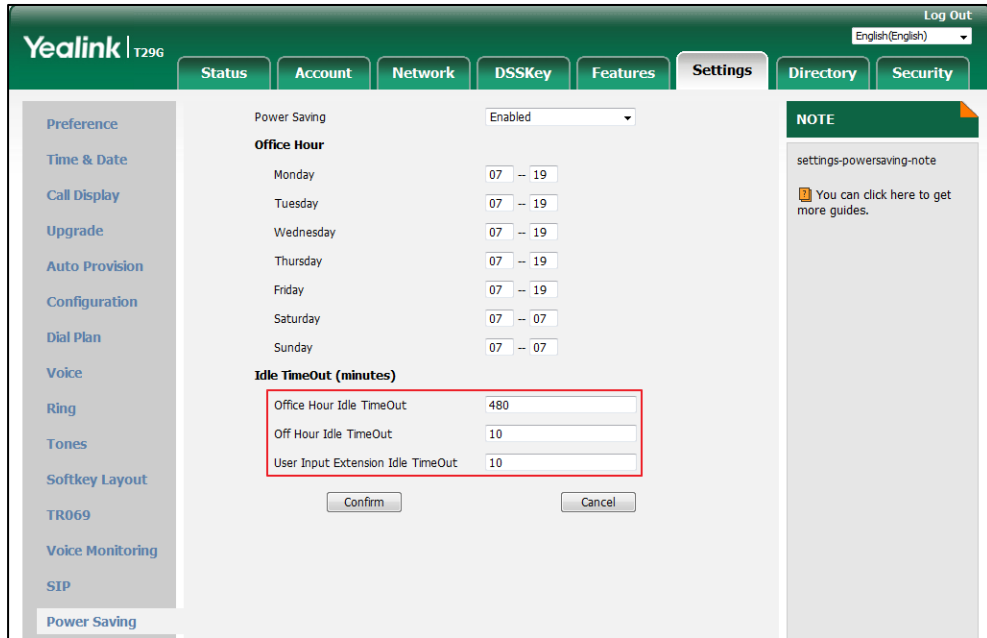 Log Out
Yealink T29G
English(English)
Status Account Network DSSKey Features Settings Directory Security
Preference
Time & Date
Call Display
Upgrade
Auto Provision
Configuration
Dial Plan
Voice
Ring
Tones
Softkey Layout
TR069
Voice Monitoring
SIP
Power Saving
Power Saving Enabled
Office Hour
Monday 07 -- 19
Tuesday 07 -- 19
Wednesday 07 -- 19
Thursday 07 -- 19
Friday 07 -- 19
Saturday 07 -- 07
Sunday 07 -- 07
Idle TimeOut (minutes)
Office Hour Idle TimeOut 480
Off Hour Idle TimeOut 10
User Input Extension Idle TimeOut 10
Confirm Cancel
NOTE
settings-powersaving-note
? You can click here to get
more guides.